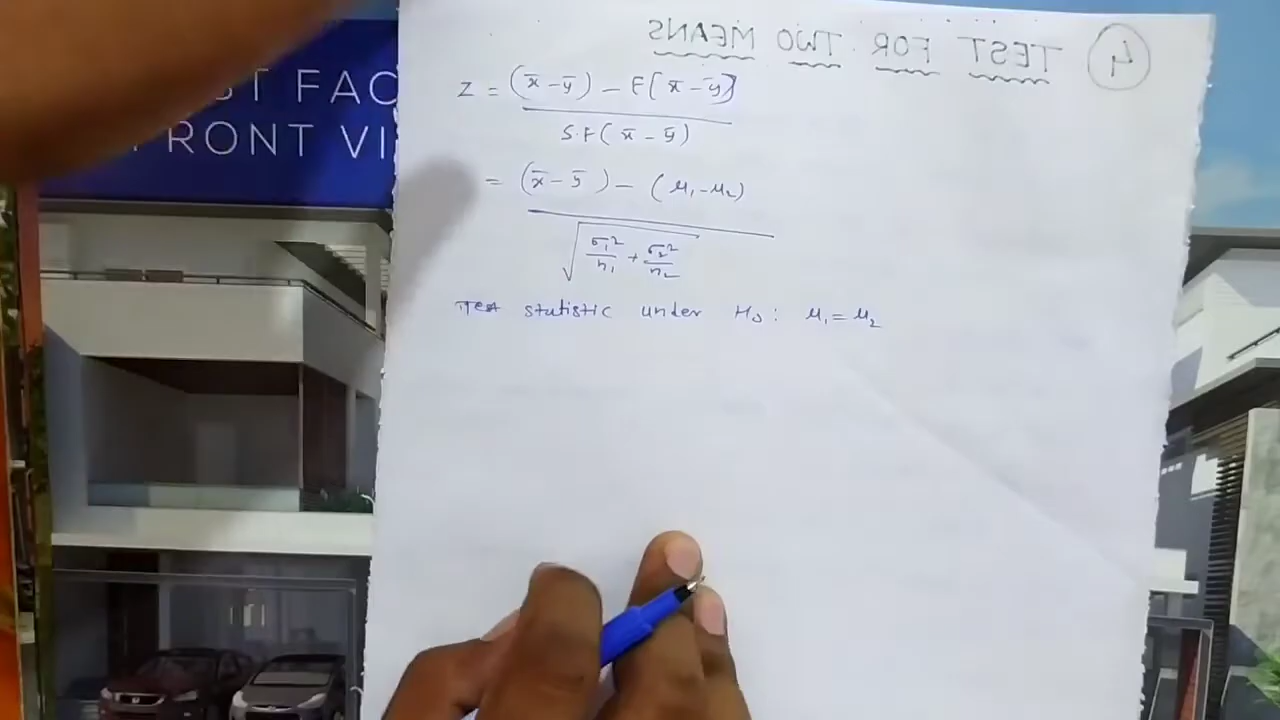 ④ TEST FOR TWO MEANS
ST FAC
FRONT VI
Z = (x̄ - ȳ) - E[x̄ - ȳ] / S.E(x̄ - ȳ)
= (x̄ - ȳ) - (μ₁ - μ₂) / √(σ₁²/n₁ + σ₂²/n₂)
Test statistic under H₀: μ₁ = μ₂